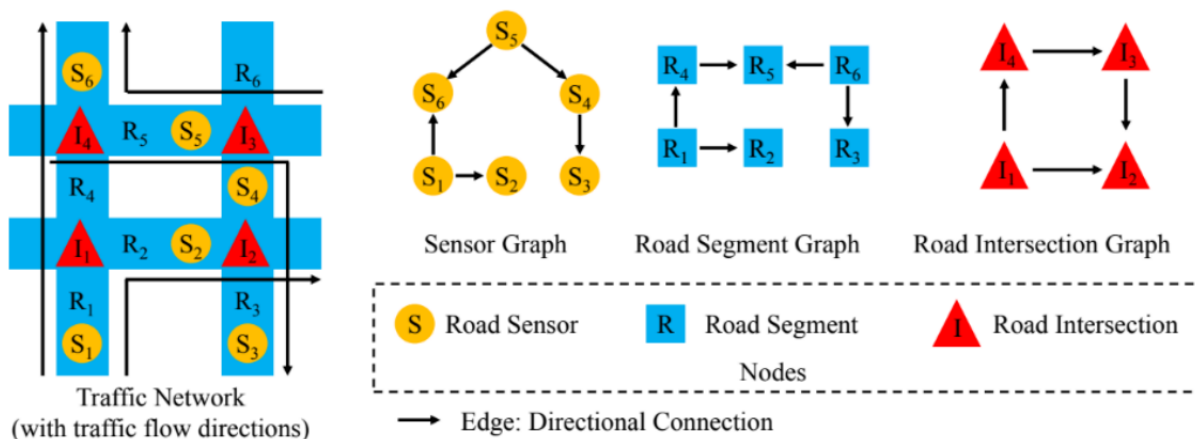 S6
R6
I4
R5
S5
I3
R4
S4
I1
R2
S2
I2
R1
R3
S1
S3
Traffic Network
(with traffic flow directions)
S5
S6
S4
S1
S2
S3
Sensor Graph
R4
R5
R6
R1
R2
R3
Road Segment Graph
I4
I3
I1
I2
Road Intersection Graph
S Road Sensor
R Road Segment
I Road Intersection
Nodes
Edge: Directional Connection